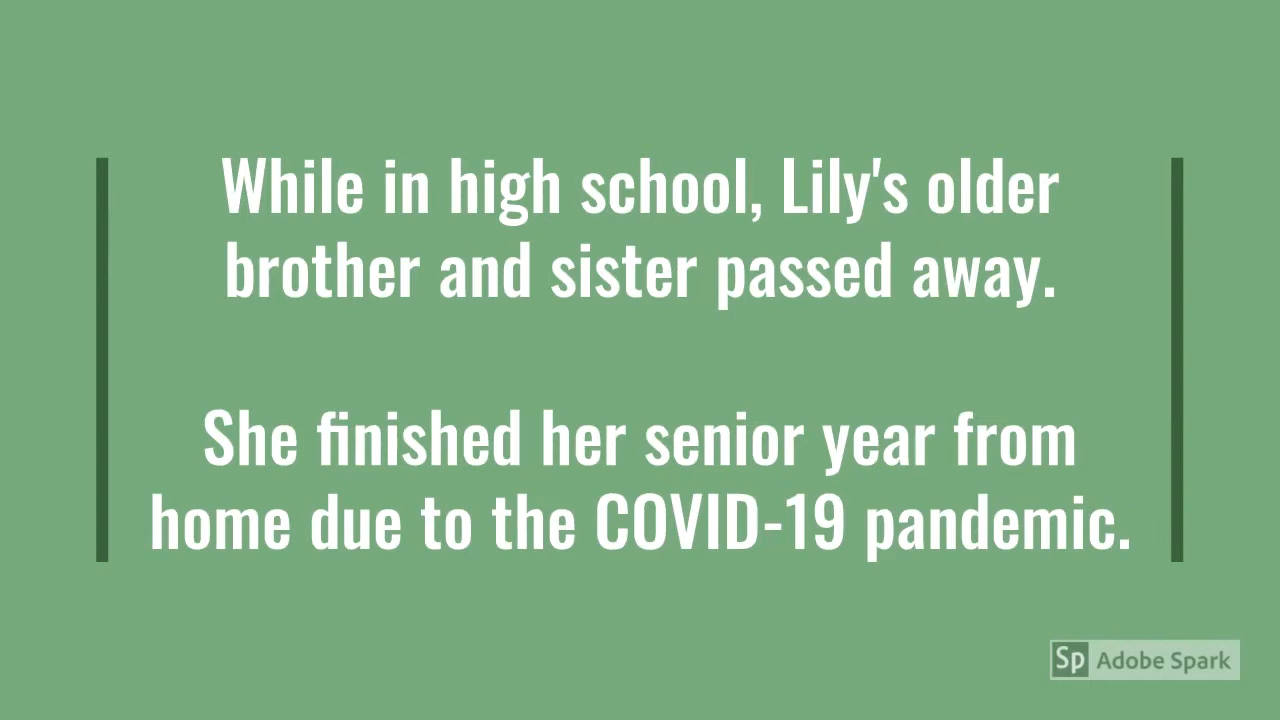 While in high school, Lily's older
brother and sister passed away.
She finished her senior year from
home due to the COVID-19 pandemic.
Sp Adobe Spark